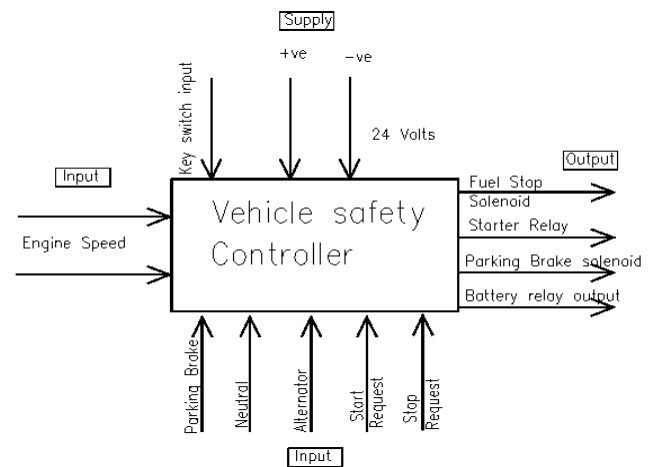 Supply
+ve
-ve
Key switch input
24 Volts
Input
Output
Engine Speed
Vehicle safety
Controller
Fuel Stop
Solenoid
Starter Relay
Parking Brake solenoid
Battery relay output
Parking Brake
Neutral
Alternator
Start
Request
Stop
Request
Input